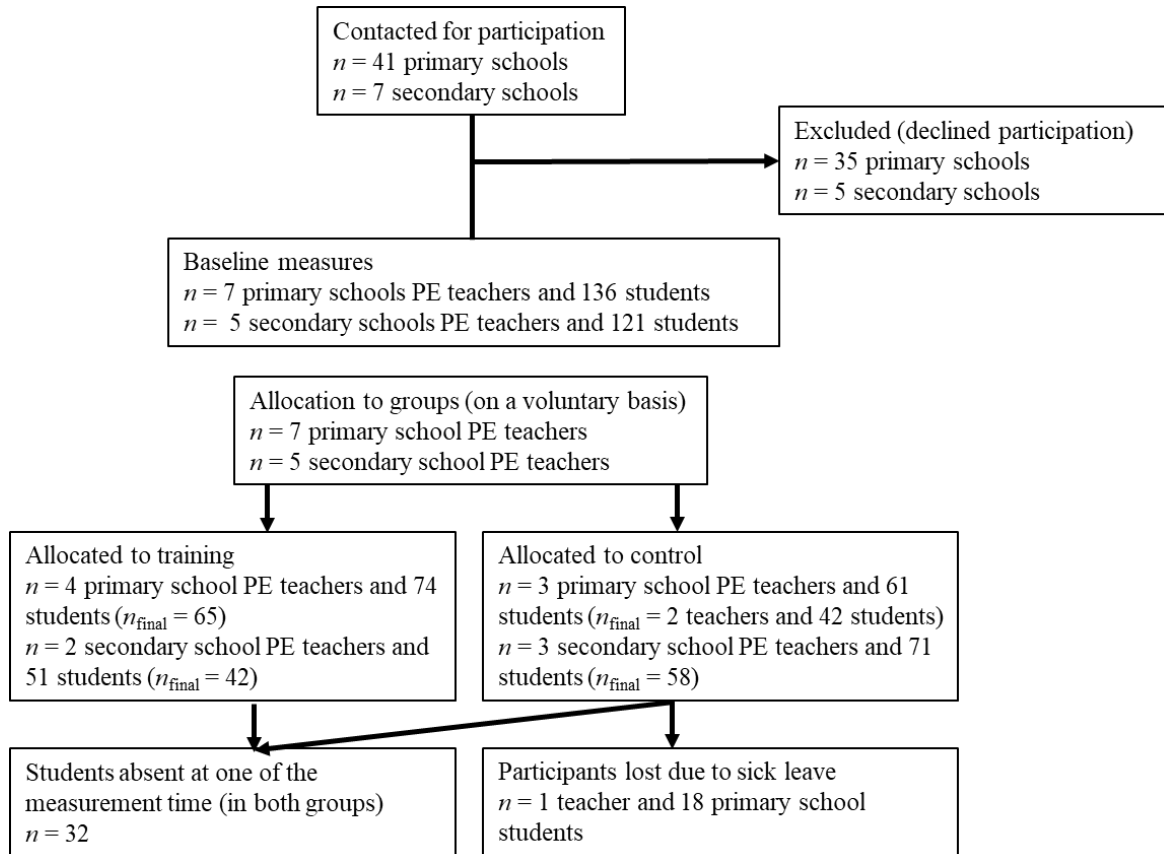 Contacted for participation
n = 41 primary schools
n = 7 secondary schools
Excluded (declined participation)
n = 35 primary schools
n = 5 secondary schools
Baseline measures
n = 7 primary schools PE teachers and 136 students
n =  5 secondary schools PE teachers and 121 students
Allocation to groups (on a voluntary basis)
n = 7 primary school PE teachers
n = 5 secondary school PE teachers
Allocated to training
n = 4 primary school PE teachers and 74
students (nfinal = 65)
n = 2 secondary school PE teachers and
51 students (nfinal = 42)
Allocated to control
n = 3 primary school PE teachers and 61
students (nfinal = 2 teachers and 42 students)
n = 3 secondary school PE teachers and 71
students (nfinal = 58)
Students absent at one of the
measurement time (in both groups)
n = 32
Participants lost due to sick leave
n = 1 teacher and 18 primary school
students